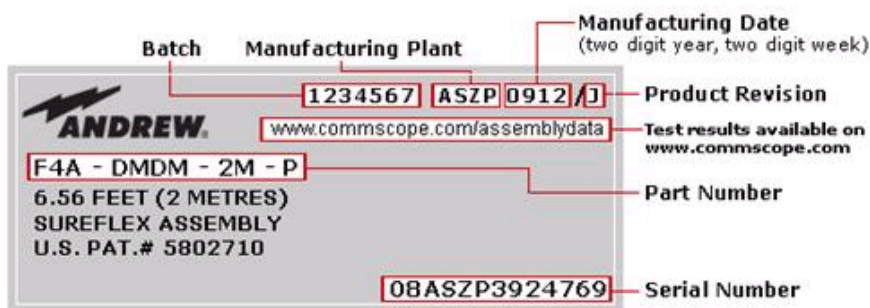 Manufacturing Date
(two digit year, two digit week)
Batch Manufacturing Plant
1234567 ASZP 0912 / J Product Revision
ANDREW.
www.commscope.com/assemblydata Test results available on
www.commscope.com
F4A - DMDM - 2M - P Part Number
6.56 FEET (2 METRES)
SUREFLEX ASSEMBLY
U.S. PAT.# 5802710
08ASZP3924769 Serial Number